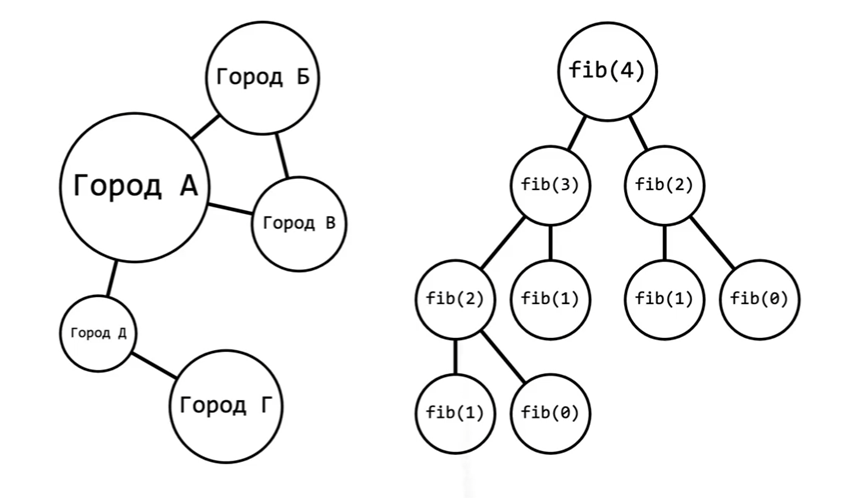 Город Б
Город А
Город В
Город Д
Город Г
fib(4)
fib(3)
fib(2)
fib(2)
fib(1)
fib(1)
fib(0)
fib(1)
fib(0)